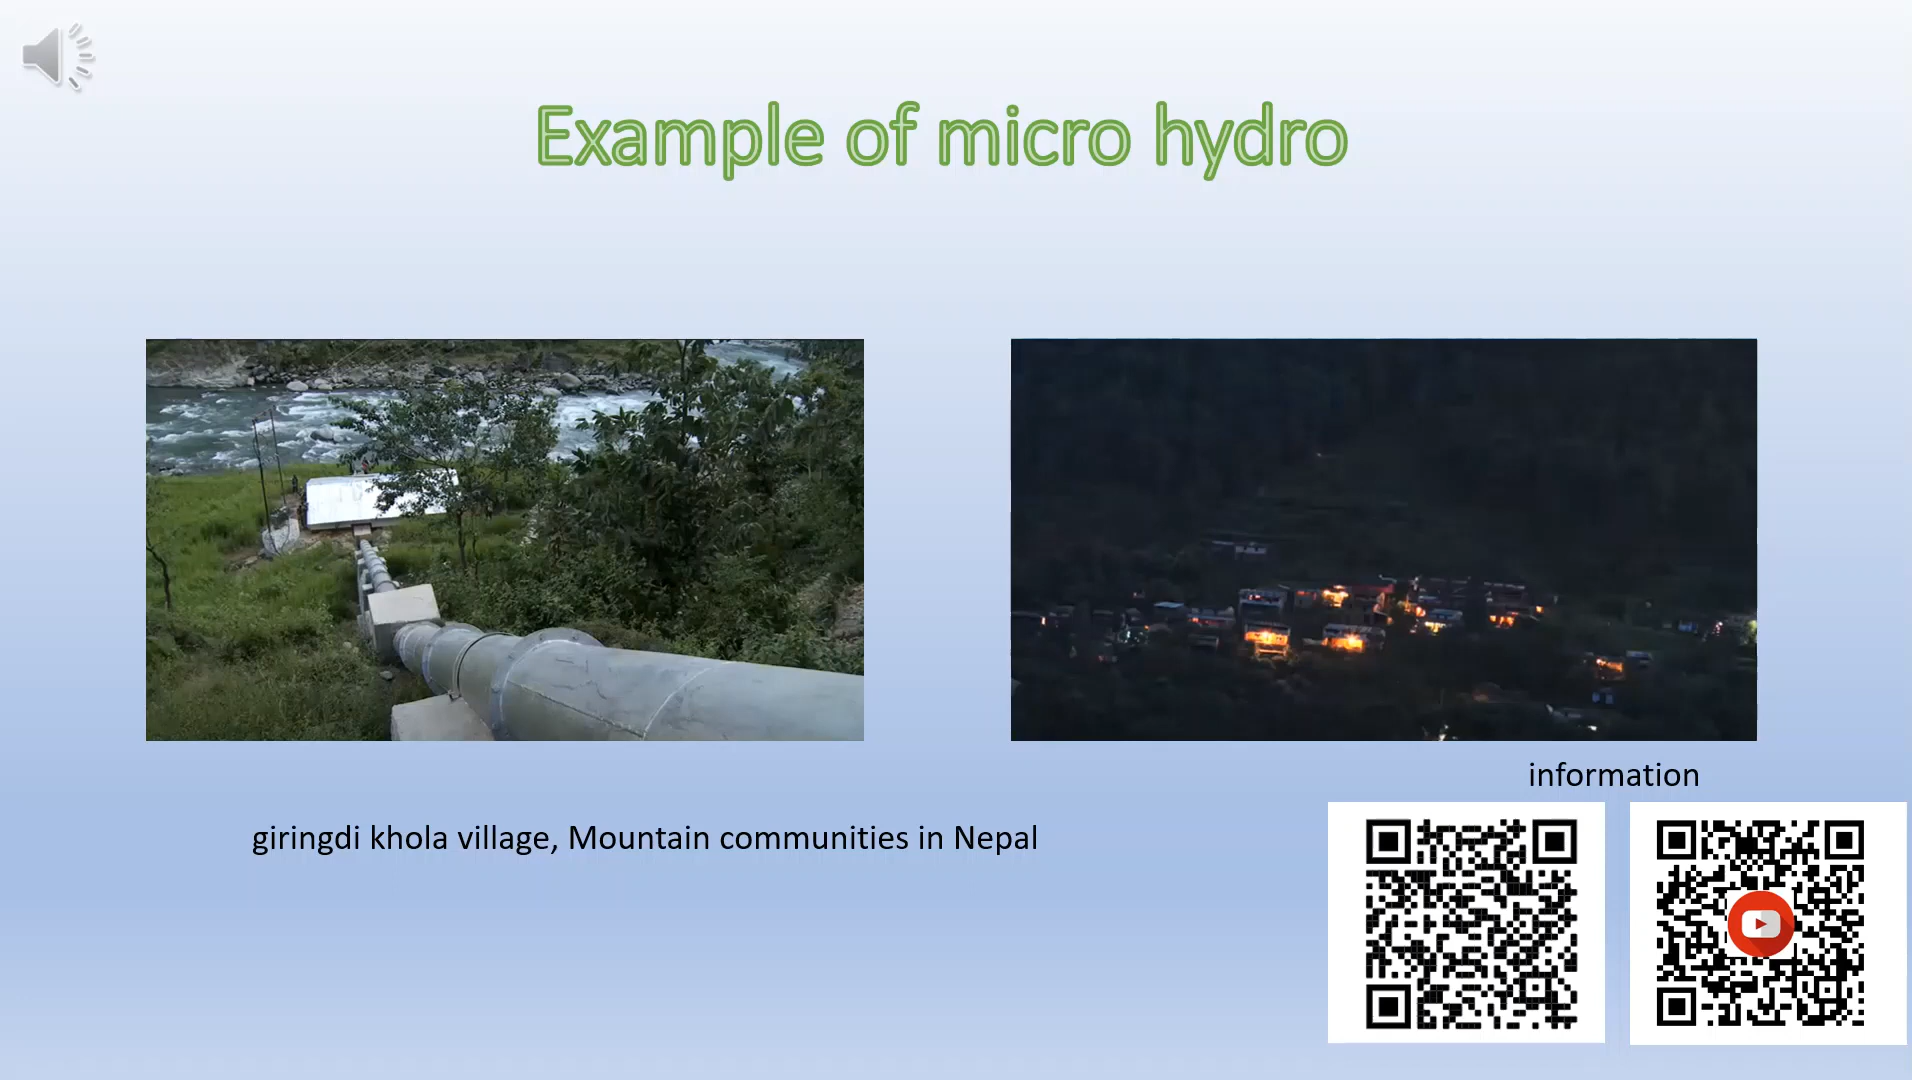 Example of micro hydro
information
giringdi khola village, Mountain communities in Nepal